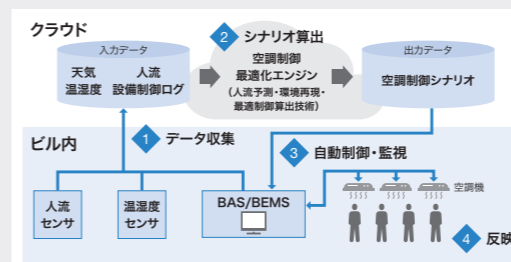 クラウド
入力データ
天気 人流
温湿度 設備制御ログ
2 シナリオ算出
空調制御
最適化エンジン
(人流予測・環境再現・
最適制御算出技術)
出力データ
空調制御シナリオ
ビル内
1 データ収集
3 自動制御・監視
人流
センサ
温湿度
センサ
BAS/BEMS
空調機
4 反映